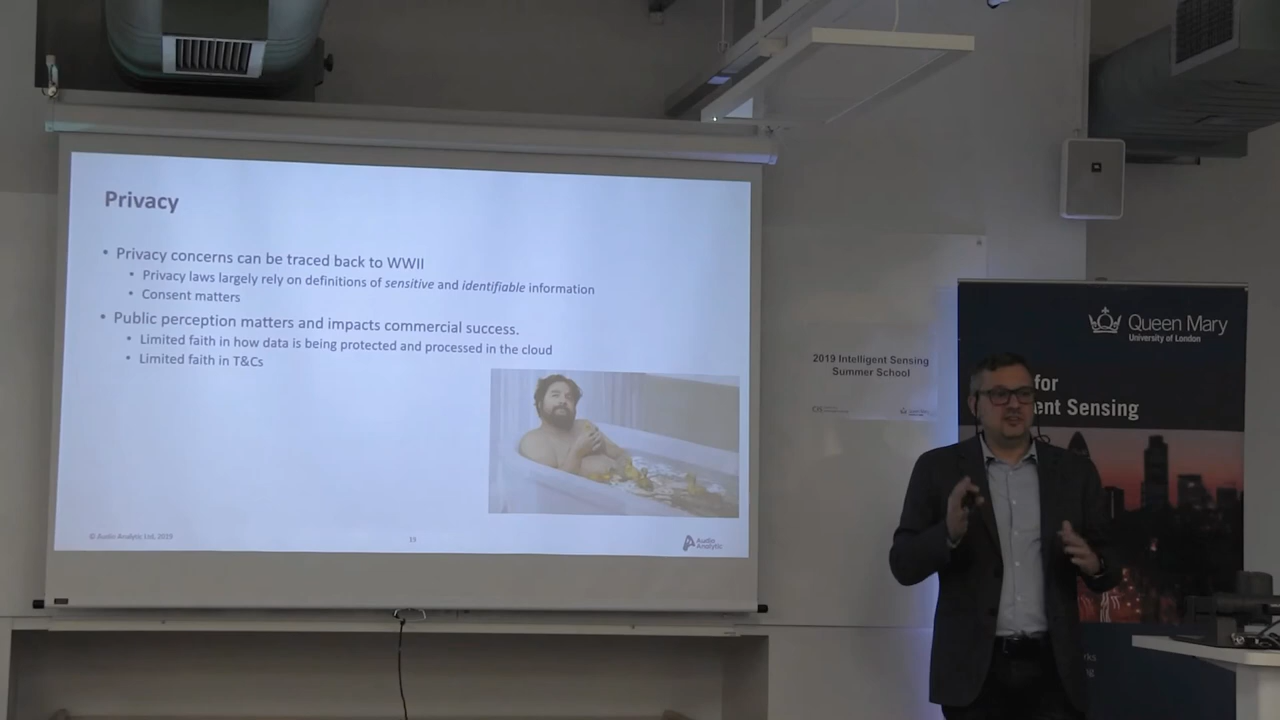 Privacy
• Privacy concerns can be traced back to WWII
• Privacy laws largely rely on definitions of sensitive and identifiable information
• Consent matters
• Public perception matters and impacts commercial success.
• Limited faith in how data is being protected and processed in the cloud
• Limited faith in T&Cs
© Audio Analytic Ltd, 2019
Audio
Analytic
2019 Intelligent Sensing
Summer School
Queen Mary
University of London
for
ent Sensing